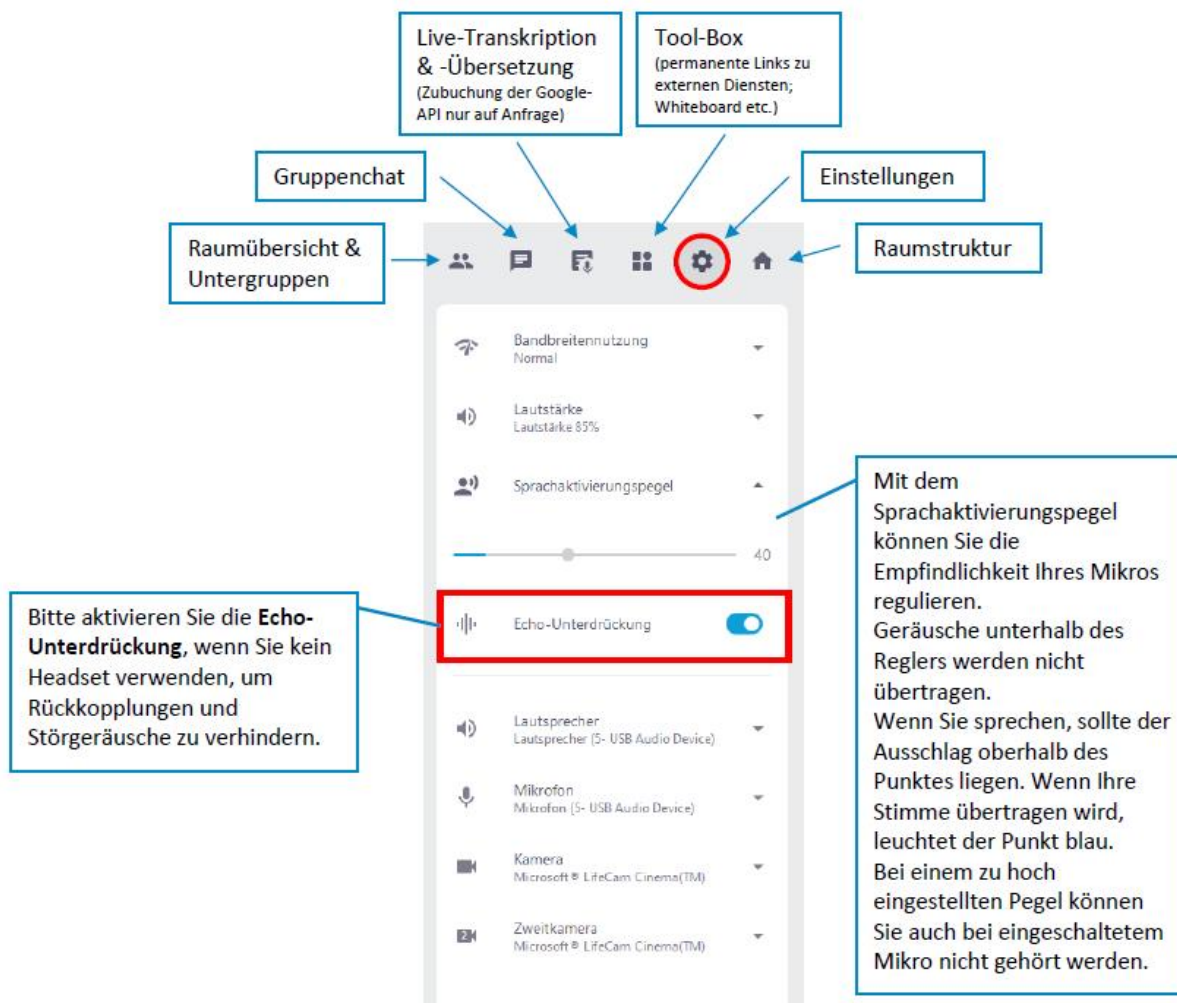 Live-Transkription
& -Übersetzung
(Zubuchung der Google-
API nur auf Anfrage)
Tool-Box
(permanente Links zu
externen Diensten;
Whiteboard etc.)
Gruppenchat
Einstellungen
Raumübersicht &
Untergruppen
Raumstruktur
Bandbreitennutzung
Normal
Lautstärke
Lautstärke 85%
Sprachaktivierungspegel
40
Mit dem
Sprachaktivierungspegel
können Sie die
Empfindlichkeit Ihres Mikros
regulieren.
Geräusche unterhalb des
Reglers werden nicht
übertragen.
Wenn Sie sprechen, sollte der
Ausschlag oberhalb des
Punktes liegen. Wenn Ihre
Stimme übertragen wird,
leuchtet der Punkt blau.
Bei einem zu hoch
eingestellten Pegel können
Sie auch bei eingeschaltetem
Mikro nicht gehört werden.
Bitte aktivieren Sie die Echo-
Unterdrückung, wenn Sie kein
Headset verwenden, um
Rückkopplungen und
Störgeräusche zu verhindern.
Echo-Unterdrückung
Lautsprecher
Lautsprecher (5- USB Audio Device)
Mikrofon
Mikrofon (5- USB Audio Device)
Kamera
Microsoft® LifeCam Cinema(TM)
2
Zweitkamera
Microsoft® LifeCam Cinema(TM)